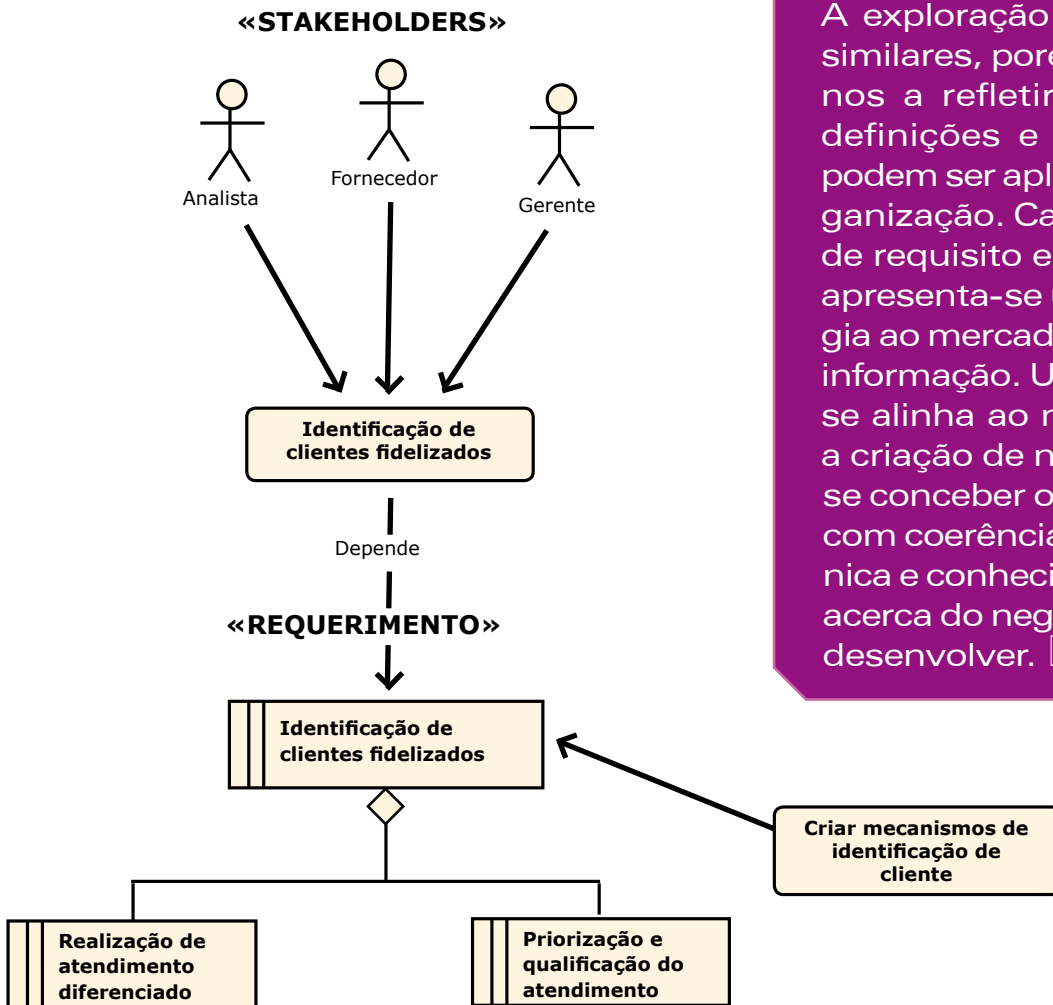 «STAKEHOLDERS»
Analista
Fornecedor
Gerente
Identificação de
clientes fidelizados
Depende
«REQUERIMENTO»
Identificação de
clientes fidelizados
Criar mecanismos de
identificação de
cliente
Realização de
atendimento
diferenciado
Priorização e
qualificação do
atendimento
A exploração
similares, por
nos a refletir
definições e
podem ser apl
ganização. Ca
de requisito e
apresenta-se
gia ao mercad
informação. U
se alinha ao
a criação de n
se conceber o
com coerência
nica e conheci
acerca do neg
desenvolver.